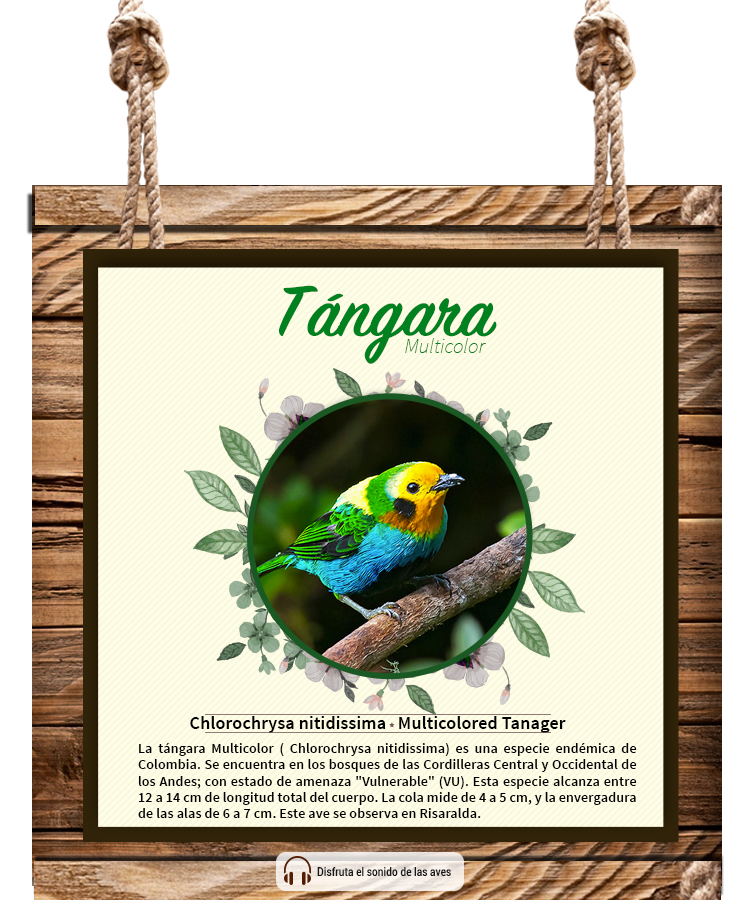 Tángara
Multicolor
Chlorochrysa nitidissima * Multicolored Tanager
La tángara Multicolor ( Chlorochrysa nitidissima) es una especie endémica de
Colombia. Se encuentra en los bosques de las Cordilleras Central y Occidental de
los Andes; con estado de amenaza "Vulnerable" (VU). Esta especie alcanza entre
12 a 14 cm de longitud total del cuerpo. La cola mide de 4 a 5 cm, y la envergadura
de las alas de 6 a 7 cm. Este ave se observa en Risaralda.
Disfruta el sonido de las aves